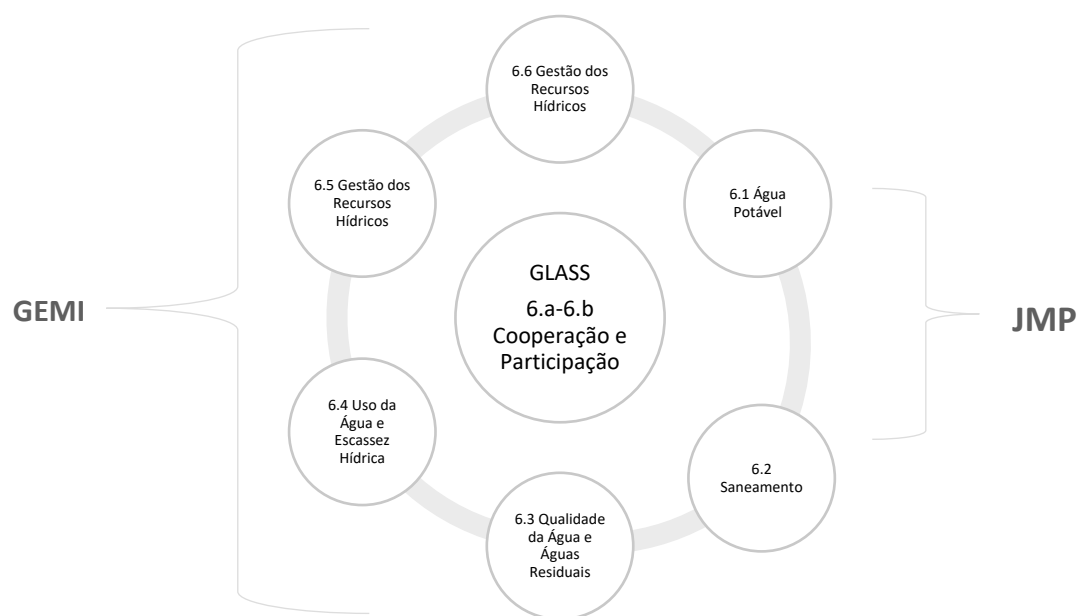 6.6 Gestão dos
Recursos
Hídricos
6.5 Gestão dos
Recursos
Hídricos
6.1 Água
Potável
GLASS
6.a-6.b
Cooperação e
Participação
GEMI
JMP
6.4 Uso da
Água e
Escassez
Hídrica
6.2
Saneamento
6.3 Qualidade
da Água e
Águas
Residuais